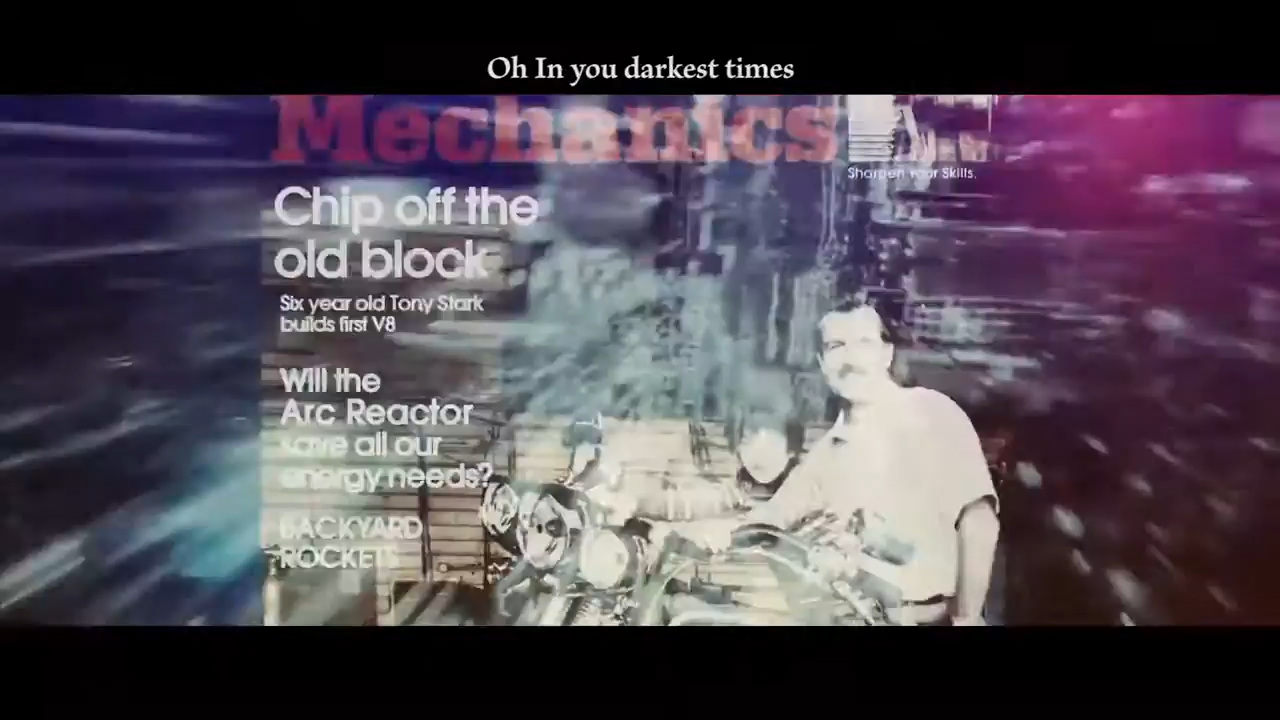 Oh In you darkest times
Mechanics
Sharpen Your Skills.
Chip off the
old block
Six year old Tony Stark
builds first V8
Will the
Arc Reactor
save all our
energy needs?
BACKYARD
ROCKETS